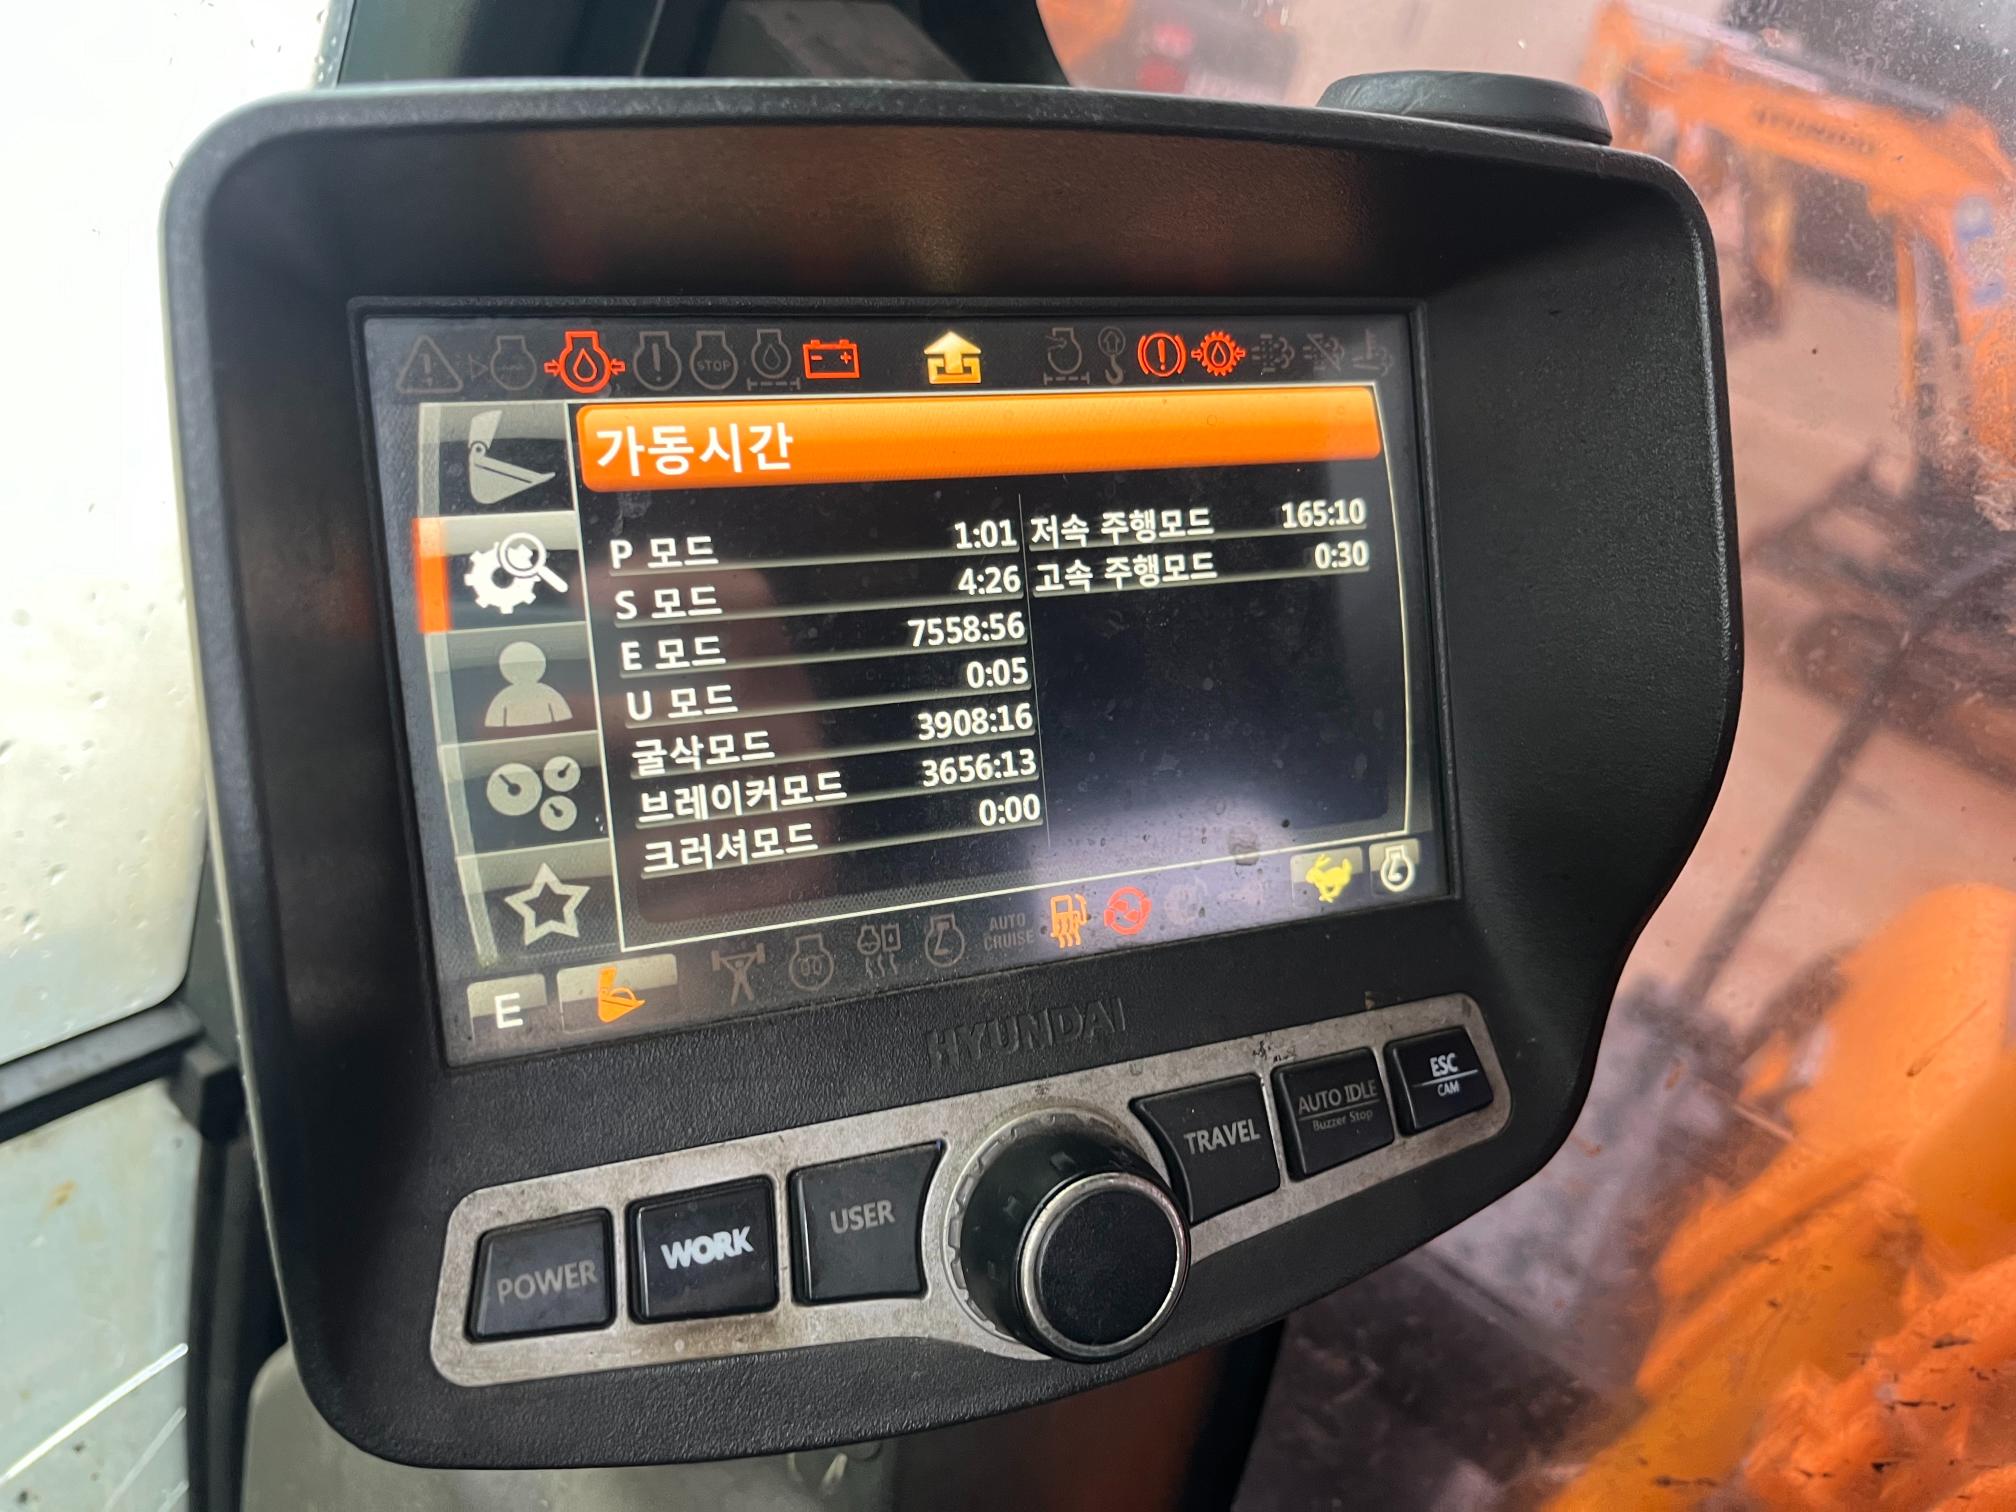 STOP
가동시간
P 모드 1:01
S 모드 4:26
E 모드 7558:56
U 모드 0:05
굴삭모드 3908:16
브레이커모드 3656:13
크러셔모드 0:00
저속 주행모드 165:10
고속 주행모드 0:30
AUTO
CRUISE
E
HYUNDAI
POWER
WORK
USER
TRAVEL
AUTO IDLE
Buzzer Stop
ESC
CAM